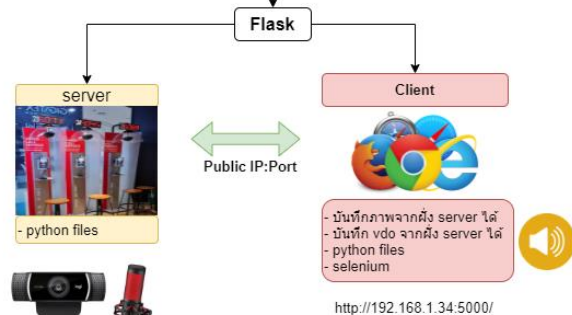 Flask
server
Client
Public IP:Port
- python files
- บันทึกภาพจากฝั่ง server ได้
- บันทึก vdo จากฝั่ง server ได้
- python files
- selenium
http://192.168.1.34:5000/